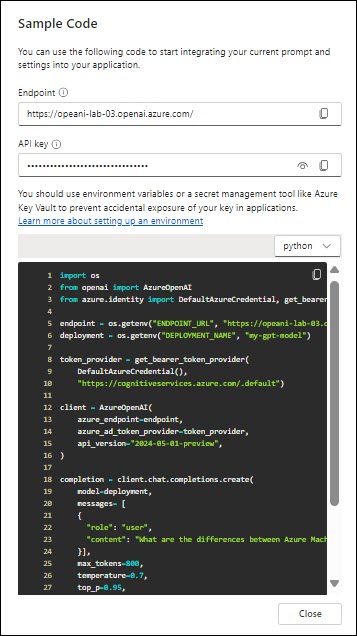 Sample Code
You can use the following code to start integrating your current prompt and
settings into your application.
Endpoint
https://opeani-lab-03.openai.azure.com/
API key
••••••••••••••••••••••••••••••••
You should use environment variables or a secret management tool like Azure
Key Vault to prevent accidental exposure of your key in applications.
Learn more about setting up an environment
python
1 import os
2 from openai import AzureOpenAI
3 from azure.identity import DefaultAzureCredential, get_bearer
4
5 endpoint = os.getenv("ENDPOINT_URL", "https://opeani-lab-03.o
6 deployment = os.getenv("DEPLOYMENT_NAME", "my-gpt-model")
7
8 token_provider = get_bearer_token_provider(
9 DefaultAzureCredential(),
10 "https://cognitiveservices.azure.com/.default")
11
12 client = AzureOpenAI(
13 azure_endpoint=endpoint,
14 azure_ad_token_provider=token_provider,
15 api_version="2024-05-01-preview",
16 )
17
18 completion = client.chat.completions.create(
19 model=deployment,
20 messages= [
21 {
22 "role": "user",
23 "content": "What are the differences between Azure Mach
24 }],
25 max_tokens=800,
26 temperature=0.7,
27 top_p=0.95,
Close